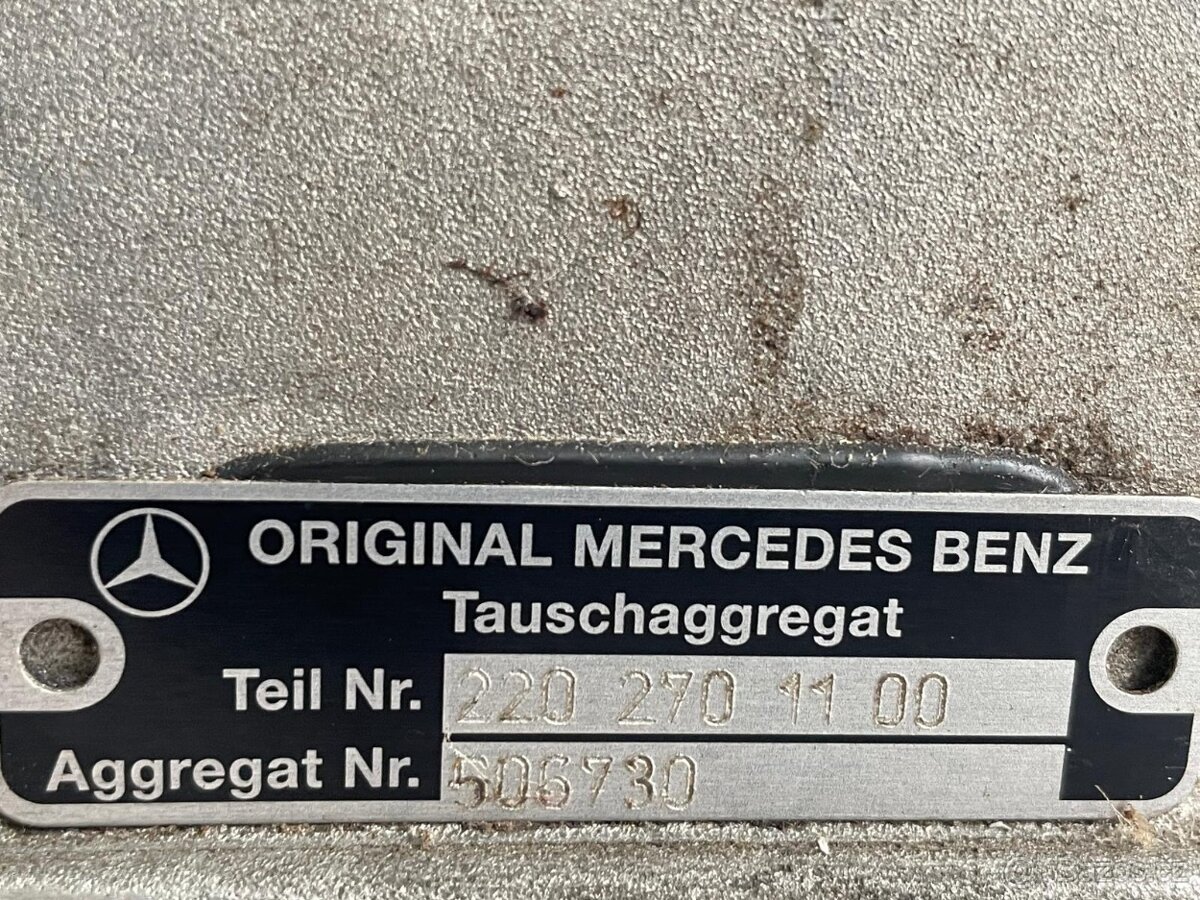 ORIGINAL MERCEDES BENZ
Tauschaggregat
Teil Nr. 220 270 11 00
Aggregat Nr. 506730